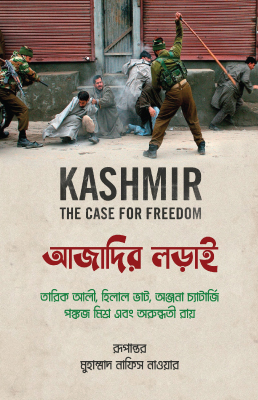 KASHMIR
THE CASE FOR FREEDOM
আজাদির লড়াই
তারিক আলী, হিলাল ভাট, অঞ্জনা চ্যাটার্জি
পঙ্কজ মিশ্রা এবং অরুন্ধতী রায়
রূপান্তর
মুহাম্মাদ নাফিস নাওয়ার